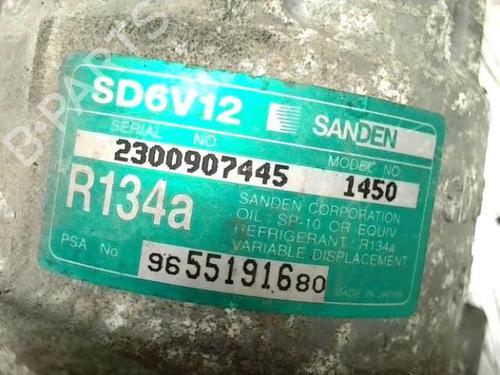 SD6V12 SANDEN
SERIAL NO
MODEL NO.
2300907445 1450
R134a
SANDEN CORPORATION
OIL : SP-10 OR EQUIV
REFRIGERANT : R134a
VARIABLE DISPLACEMENT
PSA No 9655191680
MADE IN JAPAN
B-PARTS